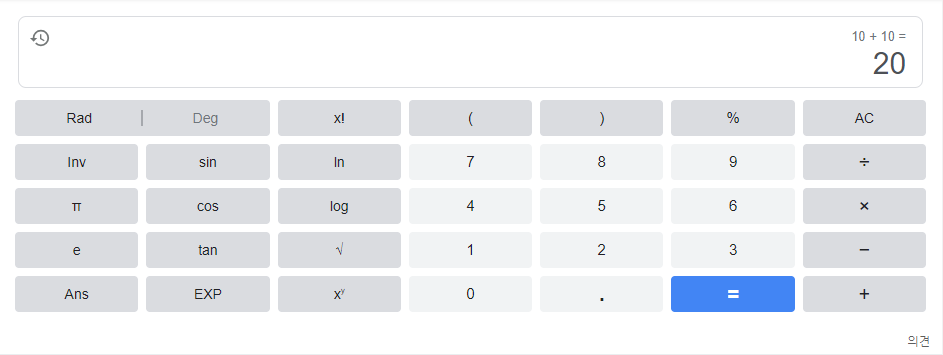 10 + 10 =
20
Rad | Deg x! ( ) % AC
Inv sin ln 7 8 9 ÷
π cos log 4 5 6 ×
e tan √ 1 2 3 −
Ans EXP xʸ 0 . = +
의견